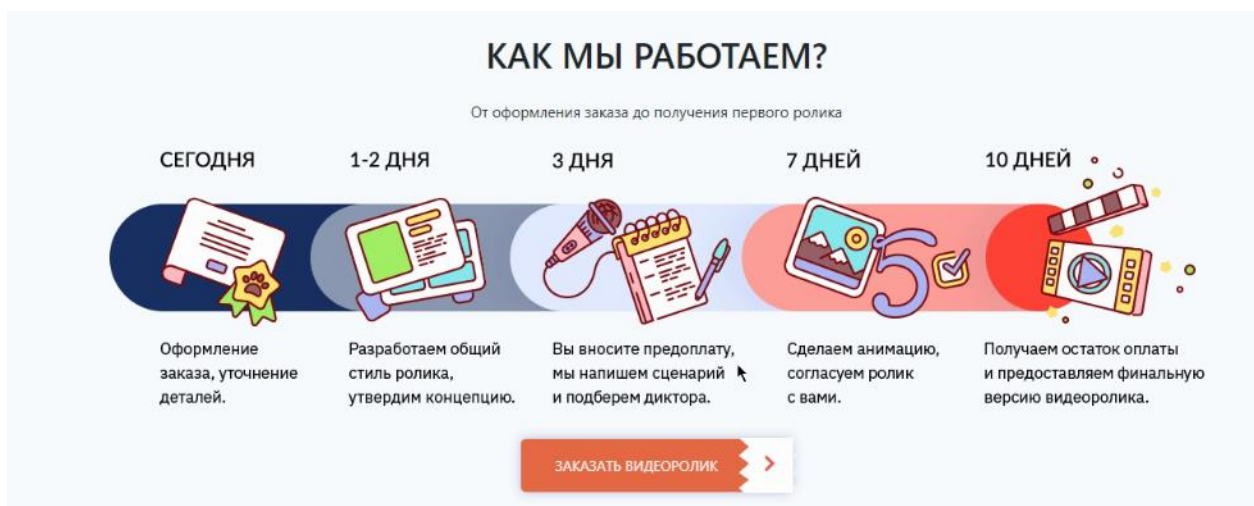 КАК МЫ РАБОТАЕМ?
От оформления заказа до получения первого ролика
СЕГОДНЯ
1-2 ДНЯ
3 ДНЯ
7 ДНЕЙ
10 ДНЕЙ
5
Оформление
заказа, уточнение
деталей.
Разработаем общий
стиль ролика,
утвердим концепцию.
Вы вносите предоплату,
мы напишем сценарий
и подберем диктора.
Сделаем анимацию,
согласуем ролик
с вами.
Получаем остаток оплаты
и предоставляем финальную
версию видеоролика.
ЗАКАЗАТЬ ВИДЕОРОЛИК